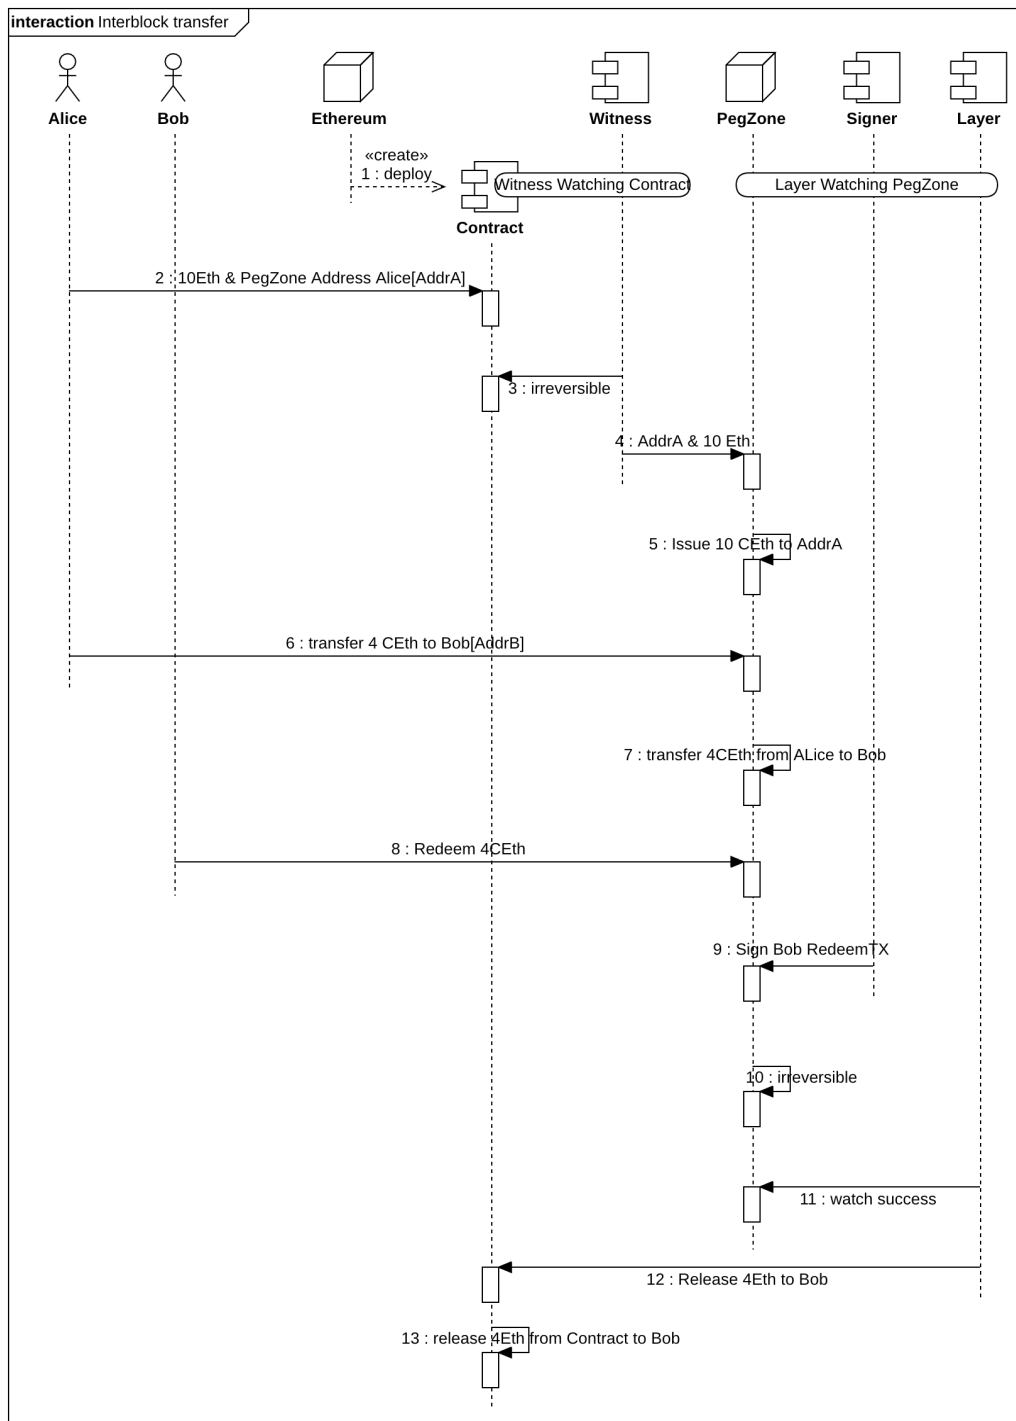 interaction Interblock transfer
Alice
Bob
Ethereum
Witness
PegZone
Signer
Layer
«create»
1 : deploy
Witness Watching Contract
Layer Watching PegZone
Contract
2 : 10Eth & PegZone Address Alice[AddrA]
3 : irreversible
4 : AddrA & 10 Eth
5 : Issue 10 CEth to AddrA
6 : transfer 4 CEth to Bob[AddrB]
7 : transfer 4CEth from ALice to Bob
8 : Redeem 4CEth
9 : Sign Bob RedeemTX
10 : irreversible
11 : watch success
12 : Release 4Eth to Bob
13 : release 4Eth from Contract to Bob